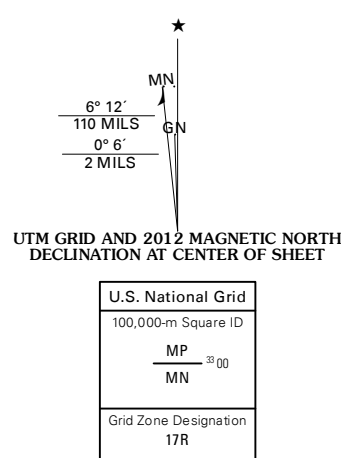 ★
MN
6° 12´
110 MILS
GN
0° 6´
2 MILS
UTM GRID AND 2012 MAGNETIC NORTH
DECLINATION AT CENTER OF SHEET
U.S. National Grid
100,000-m Square ID
MP
33 00
MN
Grid Zone Designation
17R